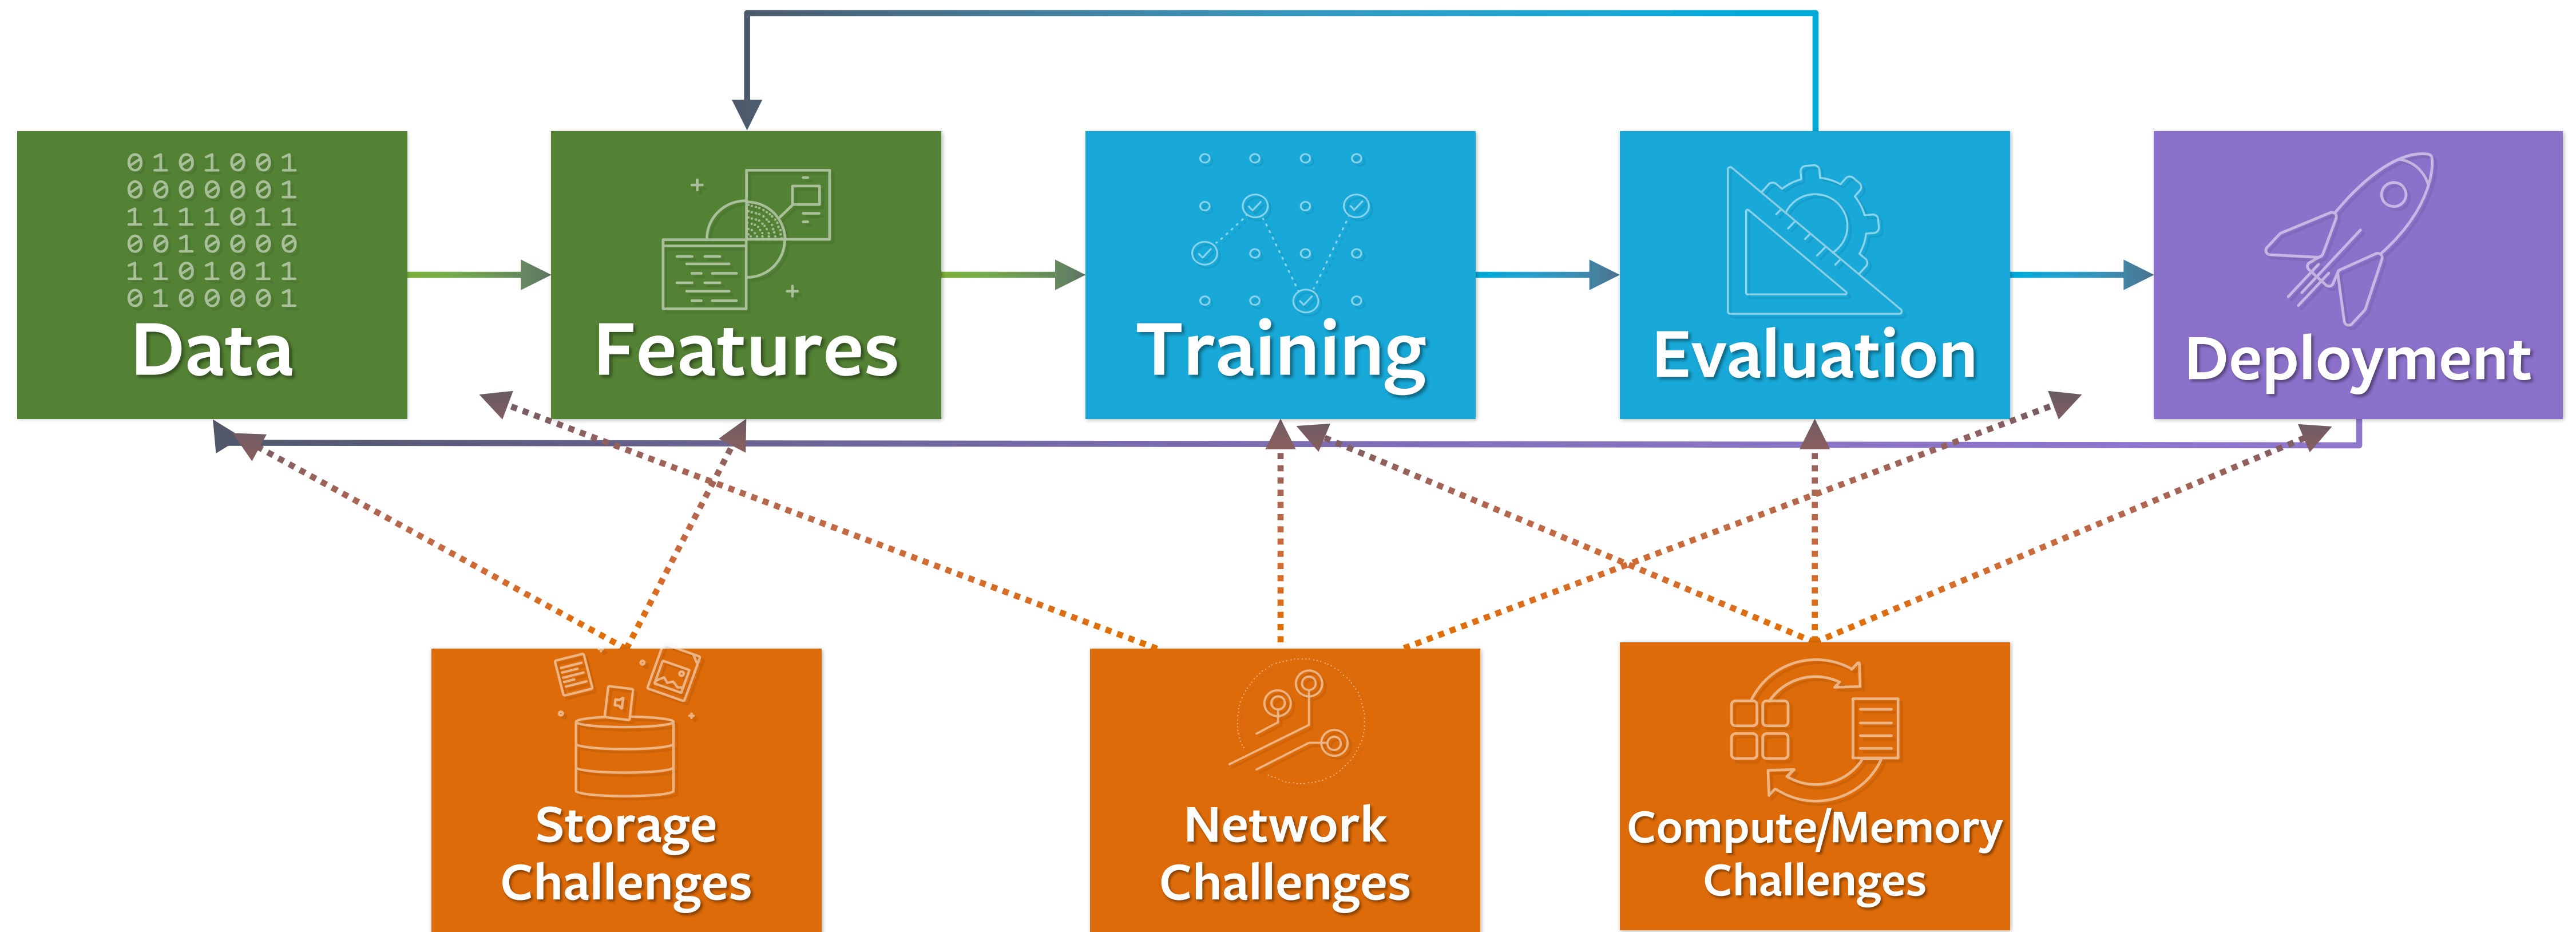 0101001
0000001
1111011
0010000
1101011
0100001
Data
Features
Training
Evaluation
Deployment
Storage
Challenges
Network
Challenges
Compute/Memory
Challenges